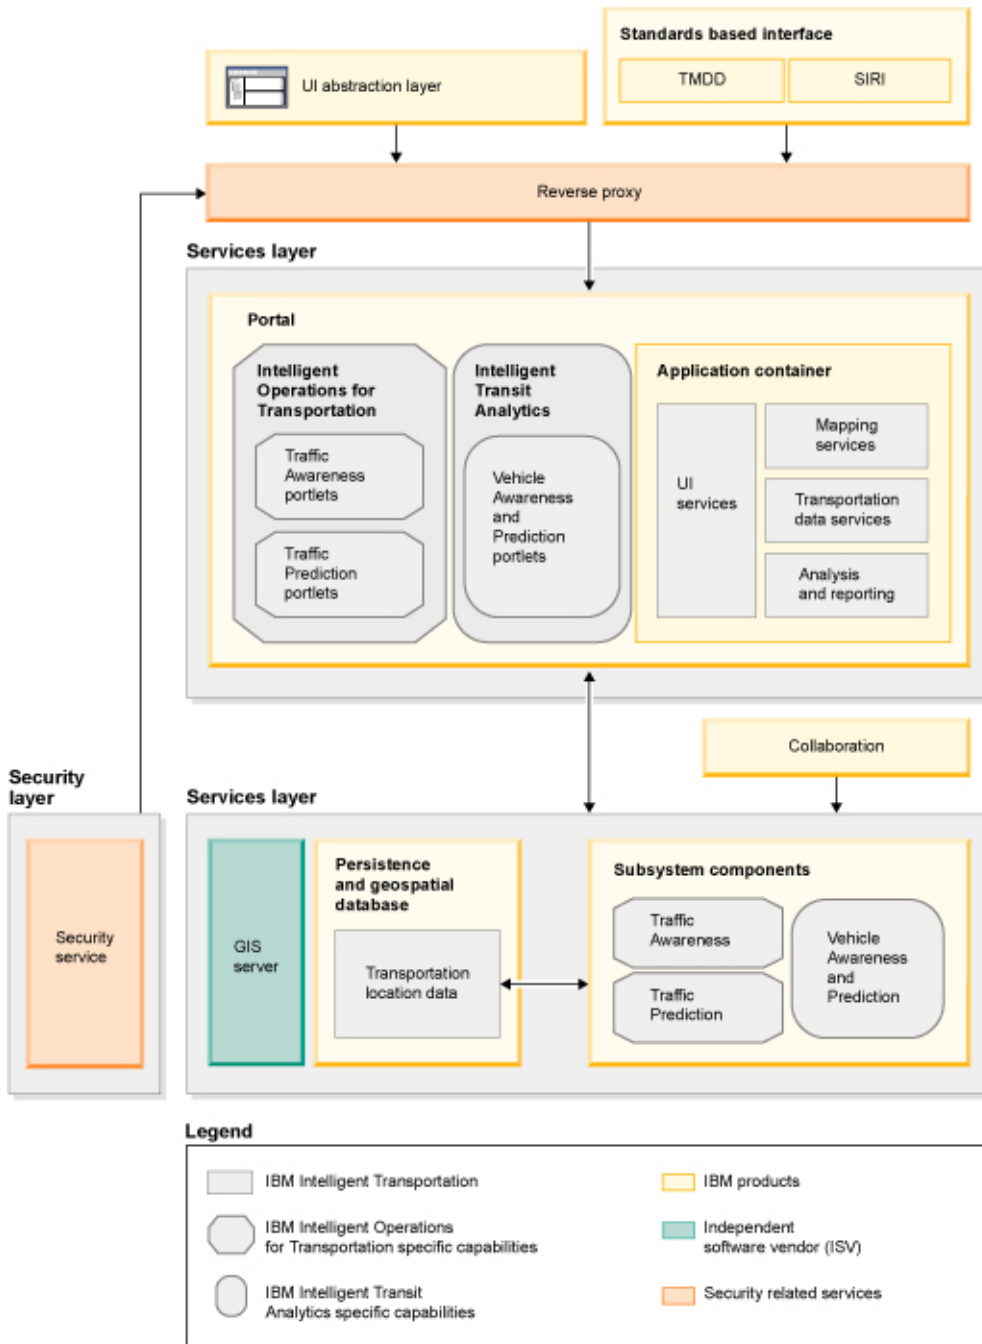 Standards based interface
UI abstraction layer
TMDD
SIRI
Reverse proxy
Services layer
Portal
Intelligent
Operations for
Transportation
Traffic
Awareness
portlets
Traffic
Prediction
portlets
Intelligent
Transit
Analytics
Vehicle
Awareness
and
Prediction
portlets
Application container
UI
services
Mapping
services
Transportation
data services
Analysis
and reporting
Collaboration
Security
layer
Security
service
Services layer
GIS
server
Persistence
and geospatial
database
Transportation
location data
Subsystem components
Traffic
Awareness
Traffic
Prediction
Vehicle
Awareness
and
Prediction
Legend
IBM Intelligent Transportation
IBM Intelligent Operations
for Transportation specific capabilities
IBM Intelligent Transit
Analytics specific capabilities
IBM products
Independent
software vendor (ISV)
Security related services